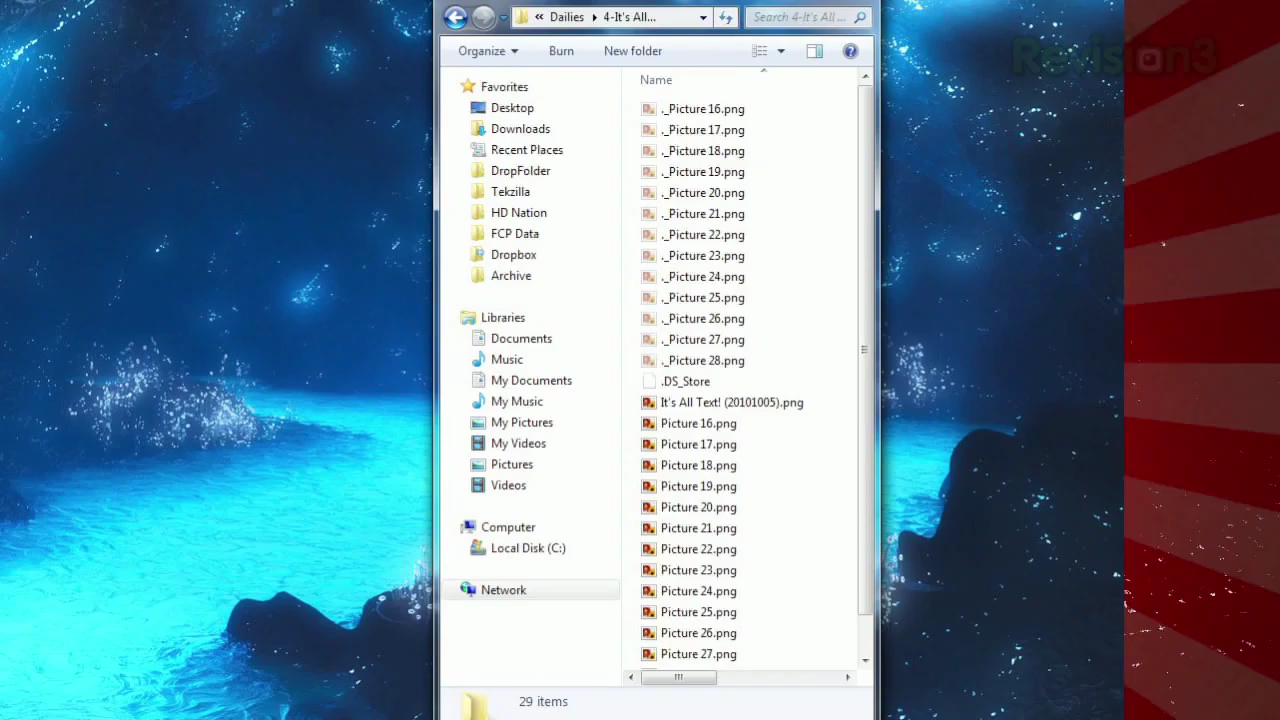 « Dailies ▸ 4-It's All...
Search 4-It's All ...
Revision3
Organize
Burn
New folder
Name
Favorites
Desktop
Downloads
Recent Places
DropFolder
Tekzilla
HD Nation
FCP Data
Dropbox
Archive
Libraries
Documents
Music
My Documents
My Music
My Pictures
My Videos
Pictures
Videos
Computer
Local Disk (C:)
Network
._Picture 16.png
._Picture 17.png
._Picture 18.png
._Picture 19.png
._Picture 20.png
._Picture 21.png
._Picture 22.png
._Picture 23.png
._Picture 24.png
._Picture 25.png
._Picture 26.png
._Picture 27.png
._Picture 28.png
.DS_Store
It's All Text! (20101005).png
Picture 16.png
Picture 17.png
Picture 18.png
Picture 19.png
Picture 20.png
Picture 21.png
Picture 22.png
Picture 23.png
Picture 24.png
Picture 25.png
Picture 26.png
Picture 27.png
29 items